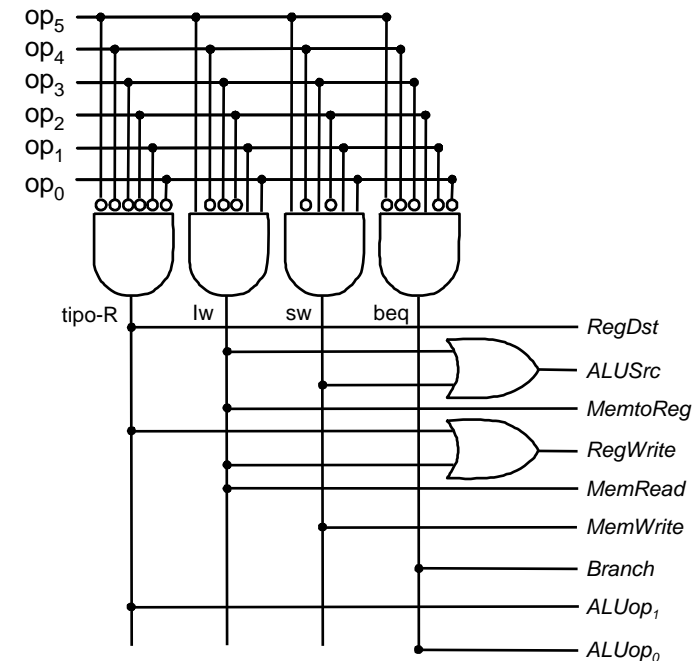 op5
op4
op3
op2
op1
op0
tipo-R lw sw beq
RegDst
ALUSrc
MemtoReg
RegWrite
MemRead
MemWrite
Branch
ALUop1
ALUop0